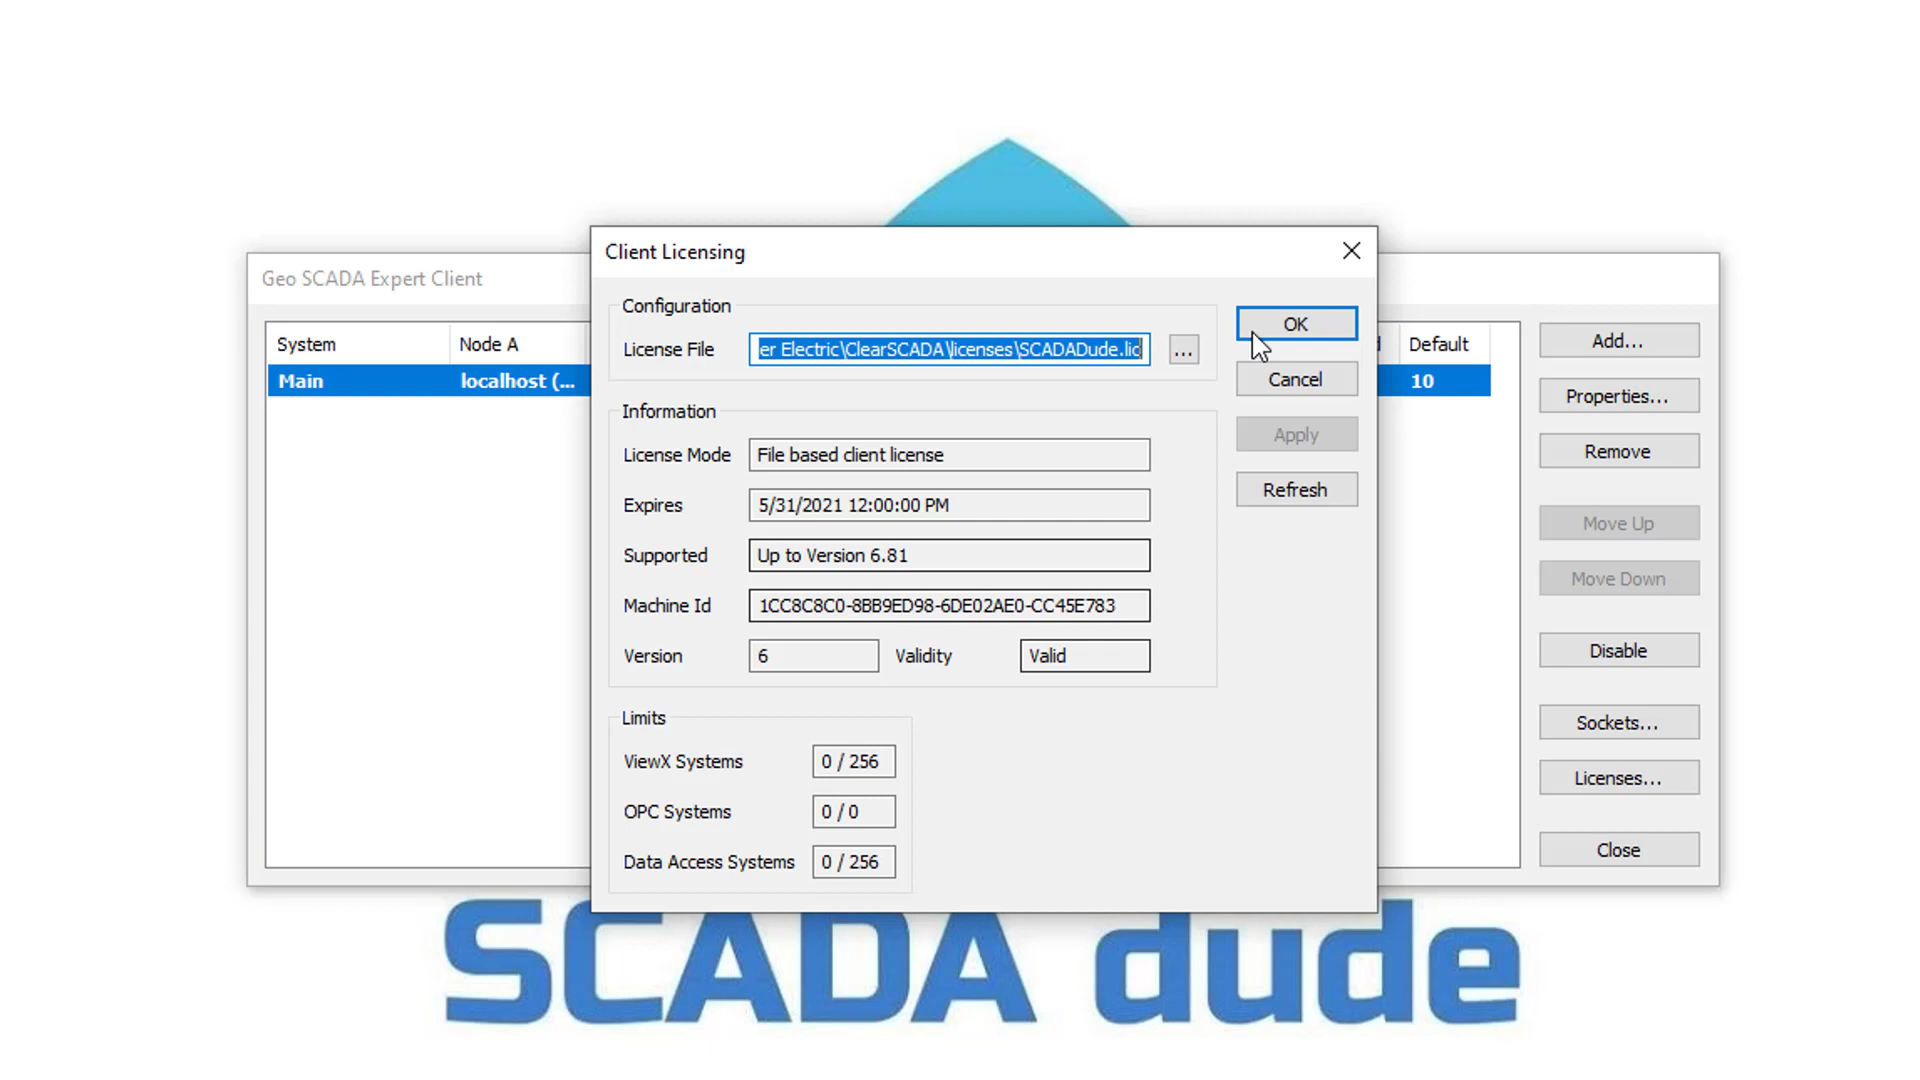 Geo SCADA Expert Client
System Node A Default
Main localhost (... 10
Add...
Properties...
Remove
Move Up
Move Down
Disable
Sockets...
Licenses...
Close
Client Licensing
Configuration
License File er Electric\ClearSCADA\licenses\SCADADude.lic ...
Information
License Mode File based client license
Expires 5/31/2021 12:00:00 PM
Supported Up to Version 6.81
Machine Id 1CC8C8C0-8BB9ED98-6DE02AE0-CC45E783
Version 6 Validity Valid
Limits
ViewX Systems 0 / 256
OPC Systems 0 / 0
Data Access Systems 0 / 256
OK
Cancel
Apply
Refresh
SCADA dude